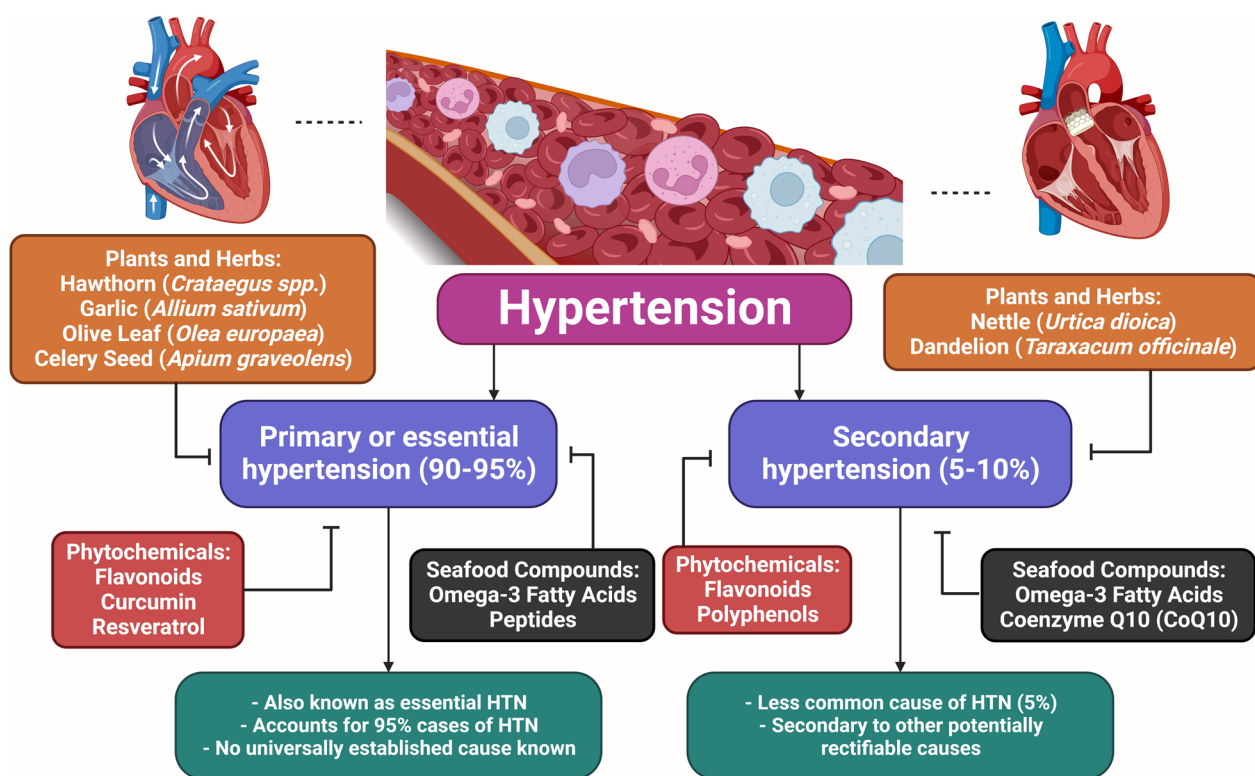 Plants and Herbs:
Hawthorn (Crataegus spp.)
Garlic (Allium sativum)
Olive Leaf (Olea europaea)
Celery Seed (Apium graveolens)
Hypertension
Plants and Herbs:
Nettle (Urtica dioica)
Dandelion (Taraxacum officinale)
Primary or essential
hypertension (90-95%)
Secondary
hypertension (5-10%)
Phytochemicals:
Flavonoids
Curcumin
Resveratrol
Seafood Compounds:
Omega-3 Fatty Acids
Peptides
Phytochemicals:
Flavonoids
Polyphenols
Seafood Compounds:
Omega-3 Fatty Acids
Coenzyme Q10 (CoQ10)
- Also known as essential HTN
- Accounts for 95% cases of HTN
- No universally established cause known
- Less common cause of HTN (5%)
- Secondary to other potentially
rectifiable causes